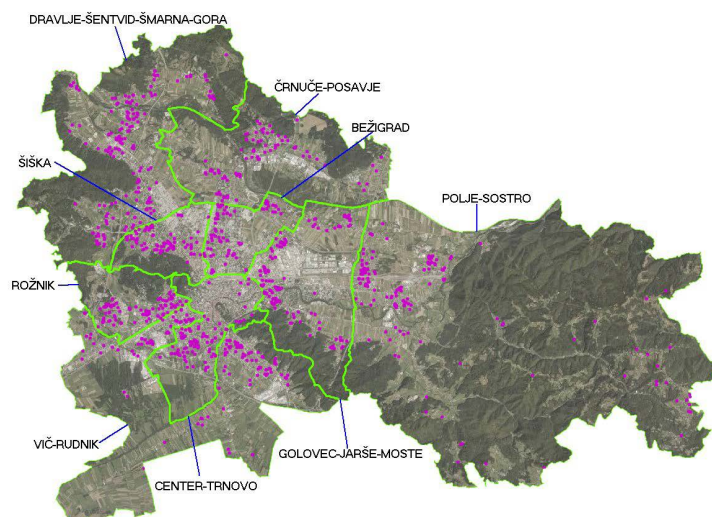 DRAVLJE-ŠENTVID-ŠMARNA-GORA
ČRNUČE-POSAVJE
BEŽIGRAD
ŠIŠKA
POLJE-SOSTRO
ROŽNIK
VIČ-RUDNIK
GOLOVEC-JARŠE-MOSTE
CENTER-TRNOVO